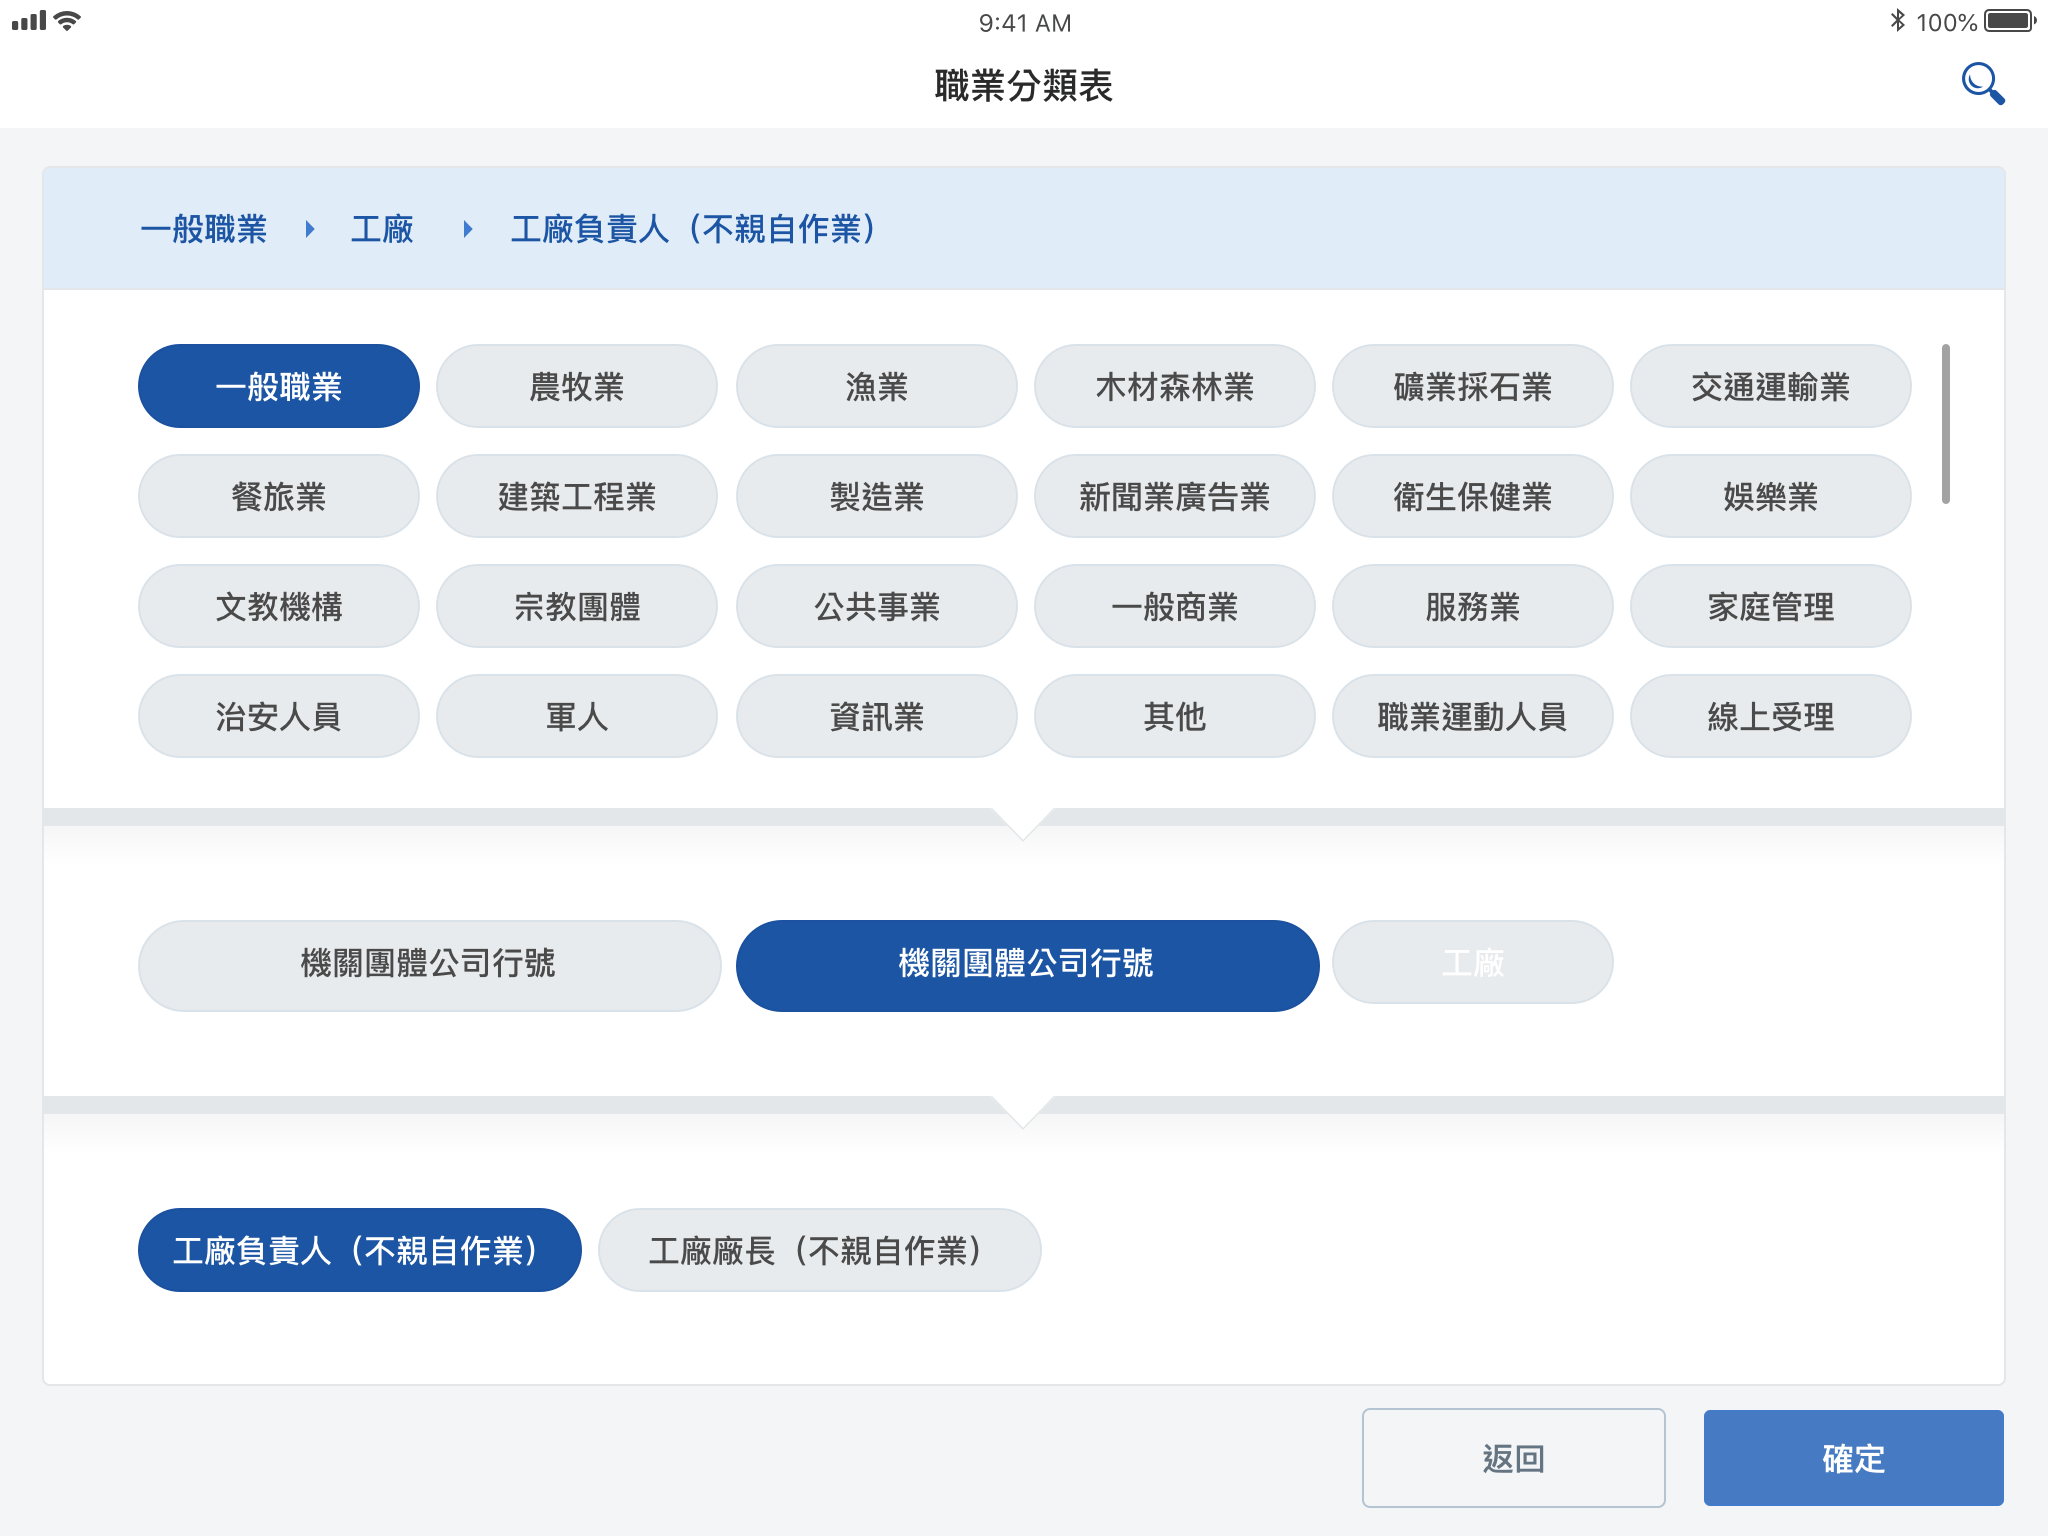 9:41 AM
100%
職業分類表
一般職業 工廠 工廠負責人（不親自作業）
一般職業 農牧業 漁業 木材森林業 礦業採石業 交通運輸業
餐旅業 建築工程業 製造業 新聞業廣告業 衛生保健業 娛樂業
文教機構 宗教團體 公共事業 一般商業 服務業 家庭管理
治安人員 軍人 資訊業 其他 職業運動人員 線上受理
機關團體公司行號 機關團體公司行號 工廠
工廠負責人（不親自作業） 工廠廠長（不親自作業）
返回 確定